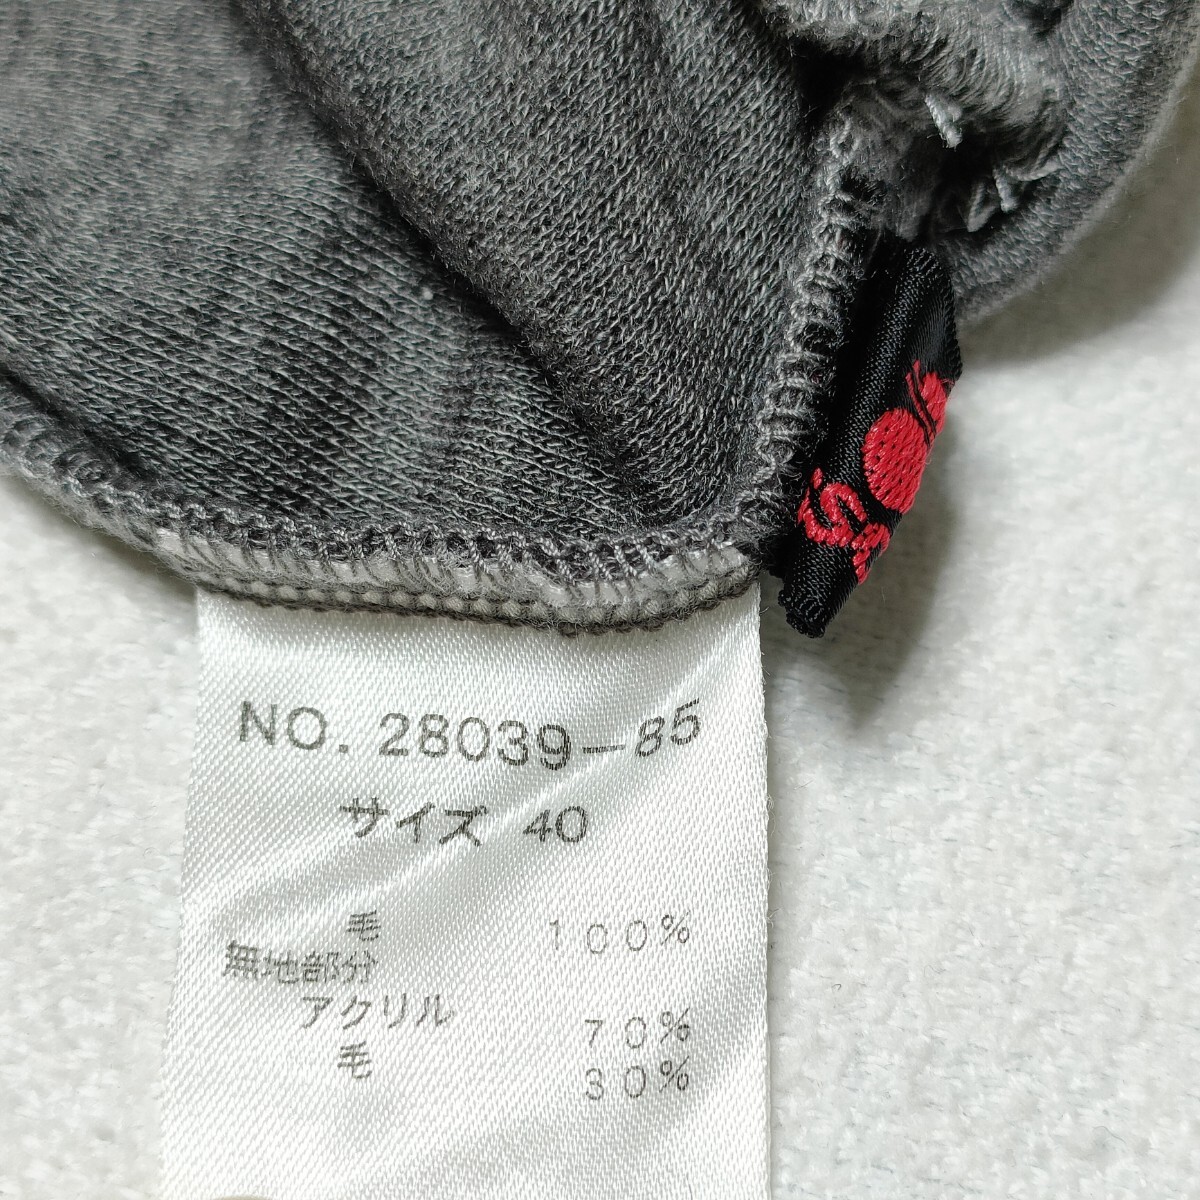 NO. 28039-85
サイズ 40
毛 100%
無地部分
アクリル 70%
毛 30%